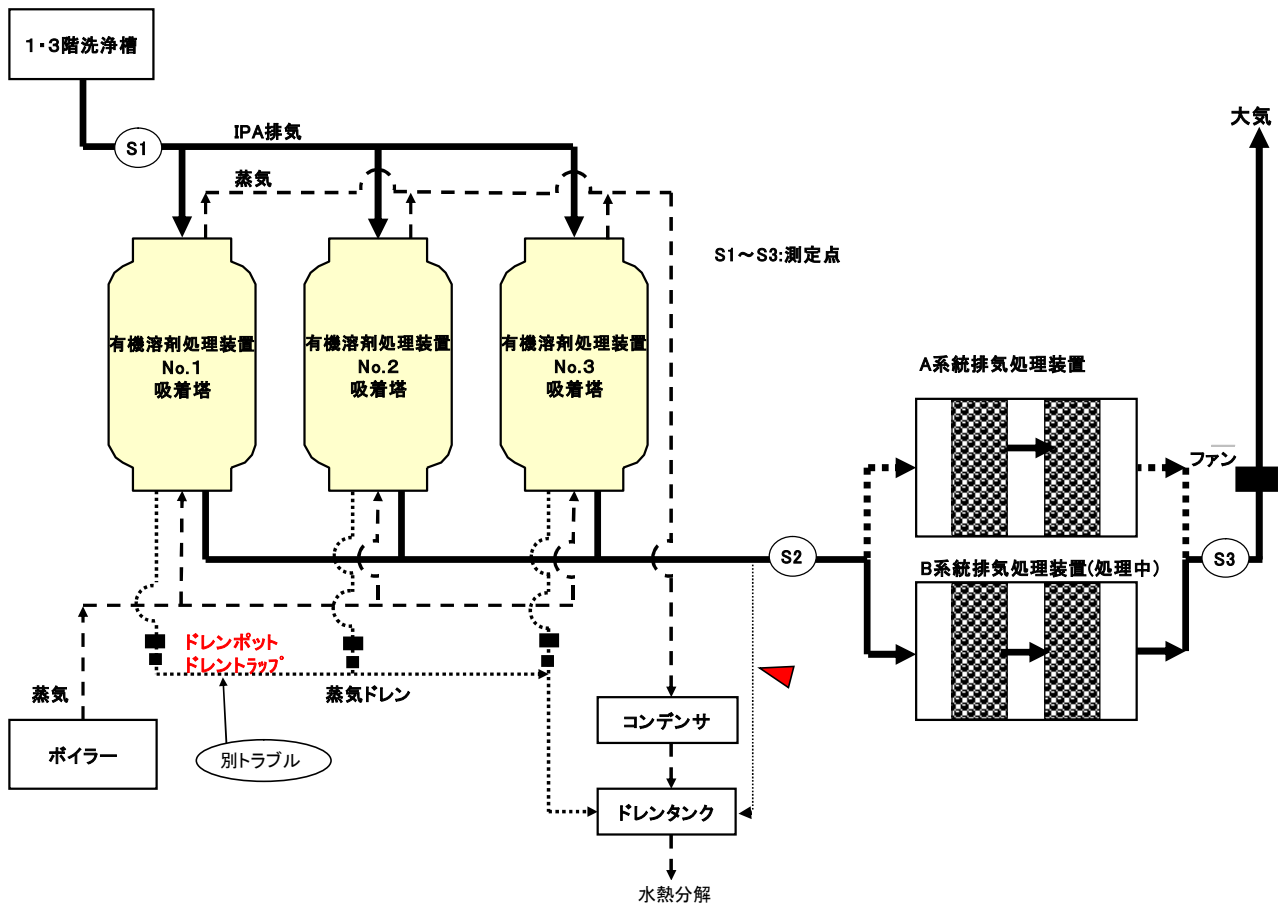 1・3階洗浄槽
大気
S1
IPA排気
蒸気
S1～S3:測定点
有機溶剤処理装置
No.1
吸着塔
有機溶剤処理装置
No.2
吸着塔
有機溶剤処理装置
No.3
吸着塔
A系統排気処理装置
ファン
S2
S3
B系統排気処理装置(処理中)
ドレンポット
ドレントラップ
蒸気
蒸気ドレン
ボイラー
別トラブル
コンデンサ
ドレンタンク
水熱分解